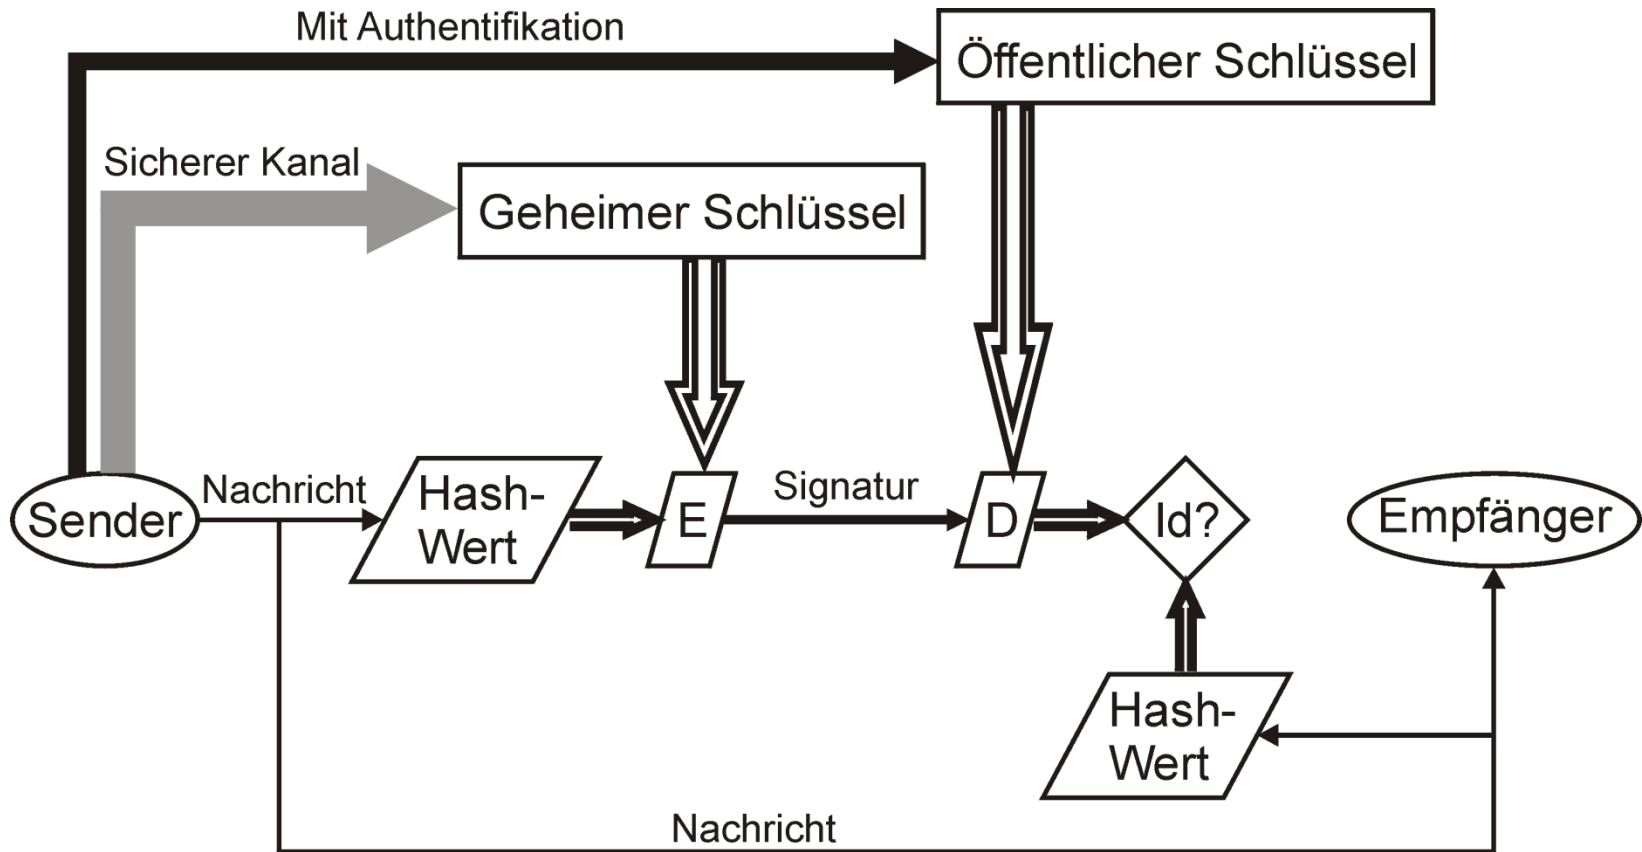 Mit Authentifikation
Öffentlicher Schlüssel
Sicherer Kanal
Geheimer Schlüssel
Sender
Nachricht
Hash-
Wert
E
Signatur
D
Id?
Empfänger
Hash-
Wert
Nachricht